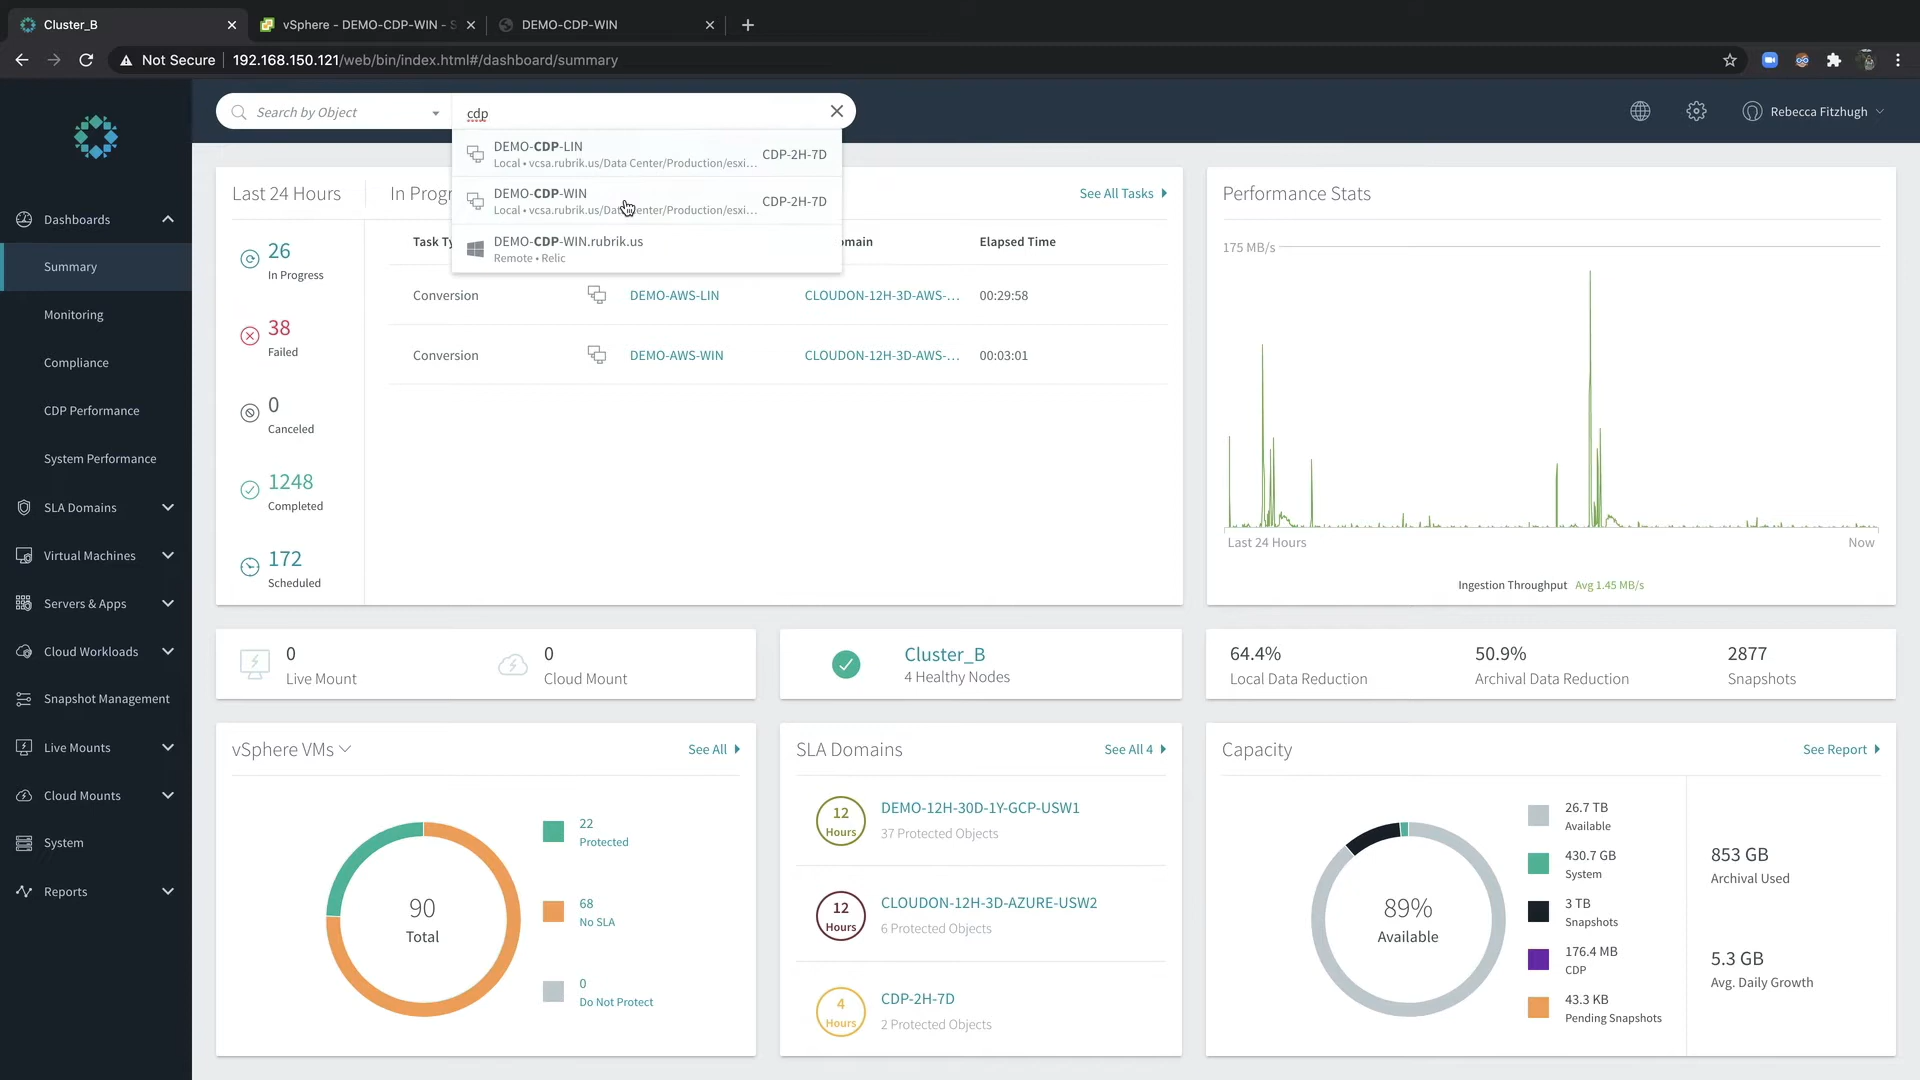 Cluster_B
vSphere - DEMO-CDP-WIN - S
DEMO-CDP-WIN
Not Secure
192.168.150.121/web/bin/index.html#/dashboard/summary
Search by Object
cdp
Rebecca Fitzhugh
DEMO-CDP-LIN
Local • vcsa.rubrik.us/Data Center/Production/esxi...
CDP-2H-7D
DEMO-CDP-WIN
Local • vcsa.rubrik.us/Data Center/Production/esxi...
CDP-2H-7D
DEMO-CDP-WIN.rubrik.us
Remote • Relic
Dashboards
Summary
Monitoring
Compliance
CDP Performance
System Performance
SLA Domains
Virtual Machines
Servers & Apps
Cloud Workloads
Snapshot Management
Live Mounts
Cloud Mounts
System
Reports
Last 24 Hours
26
In Progress
38
Failed
0
Canceled
1248
Completed
172
Scheduled
In Progr
See All Tasks
Task Ty
main
Elapsed Time
Conversion
DEMO-AWS-LIN
CLOUDON-12H-3D-AWS-...
00:29:58
Conversion
DEMO-AWS-WIN
CLOUDON-12H-3D-AWS-...
00:03:01
Performance Stats
175 MB/s
Last 24 Hours
Now
Ingestion Throughput Avg 1.45 MB/s
0
Live Mount
0
Cloud Mount
Cluster_B
4 Healthy Nodes
64.4%
Local Data Reduction
50.9%
Archival Data Reduction
2877
Snapshots
vSphere VMs
See All
90
Total
22
Protected
68
No SLA
0
Do Not Protect
SLA Domains
See All 4
12
Hours
DEMO-12H-30D-1Y-GCP-USW1
37 Protected Objects
12
Hours
CLOUDON-12H-3D-AZURE-USW2
6 Protected Objects
4
Hours
CDP-2H-7D
2 Protected Objects
Capacity
See Report
89%
Available
26.7 TB
Available
430.7 GB
System
3 TB
Snapshots
176.4 MB
CDP
43.3 KB
Pending Snapshots
853 GB
Archival Used
5.3 GB
Avg. Daily Growth